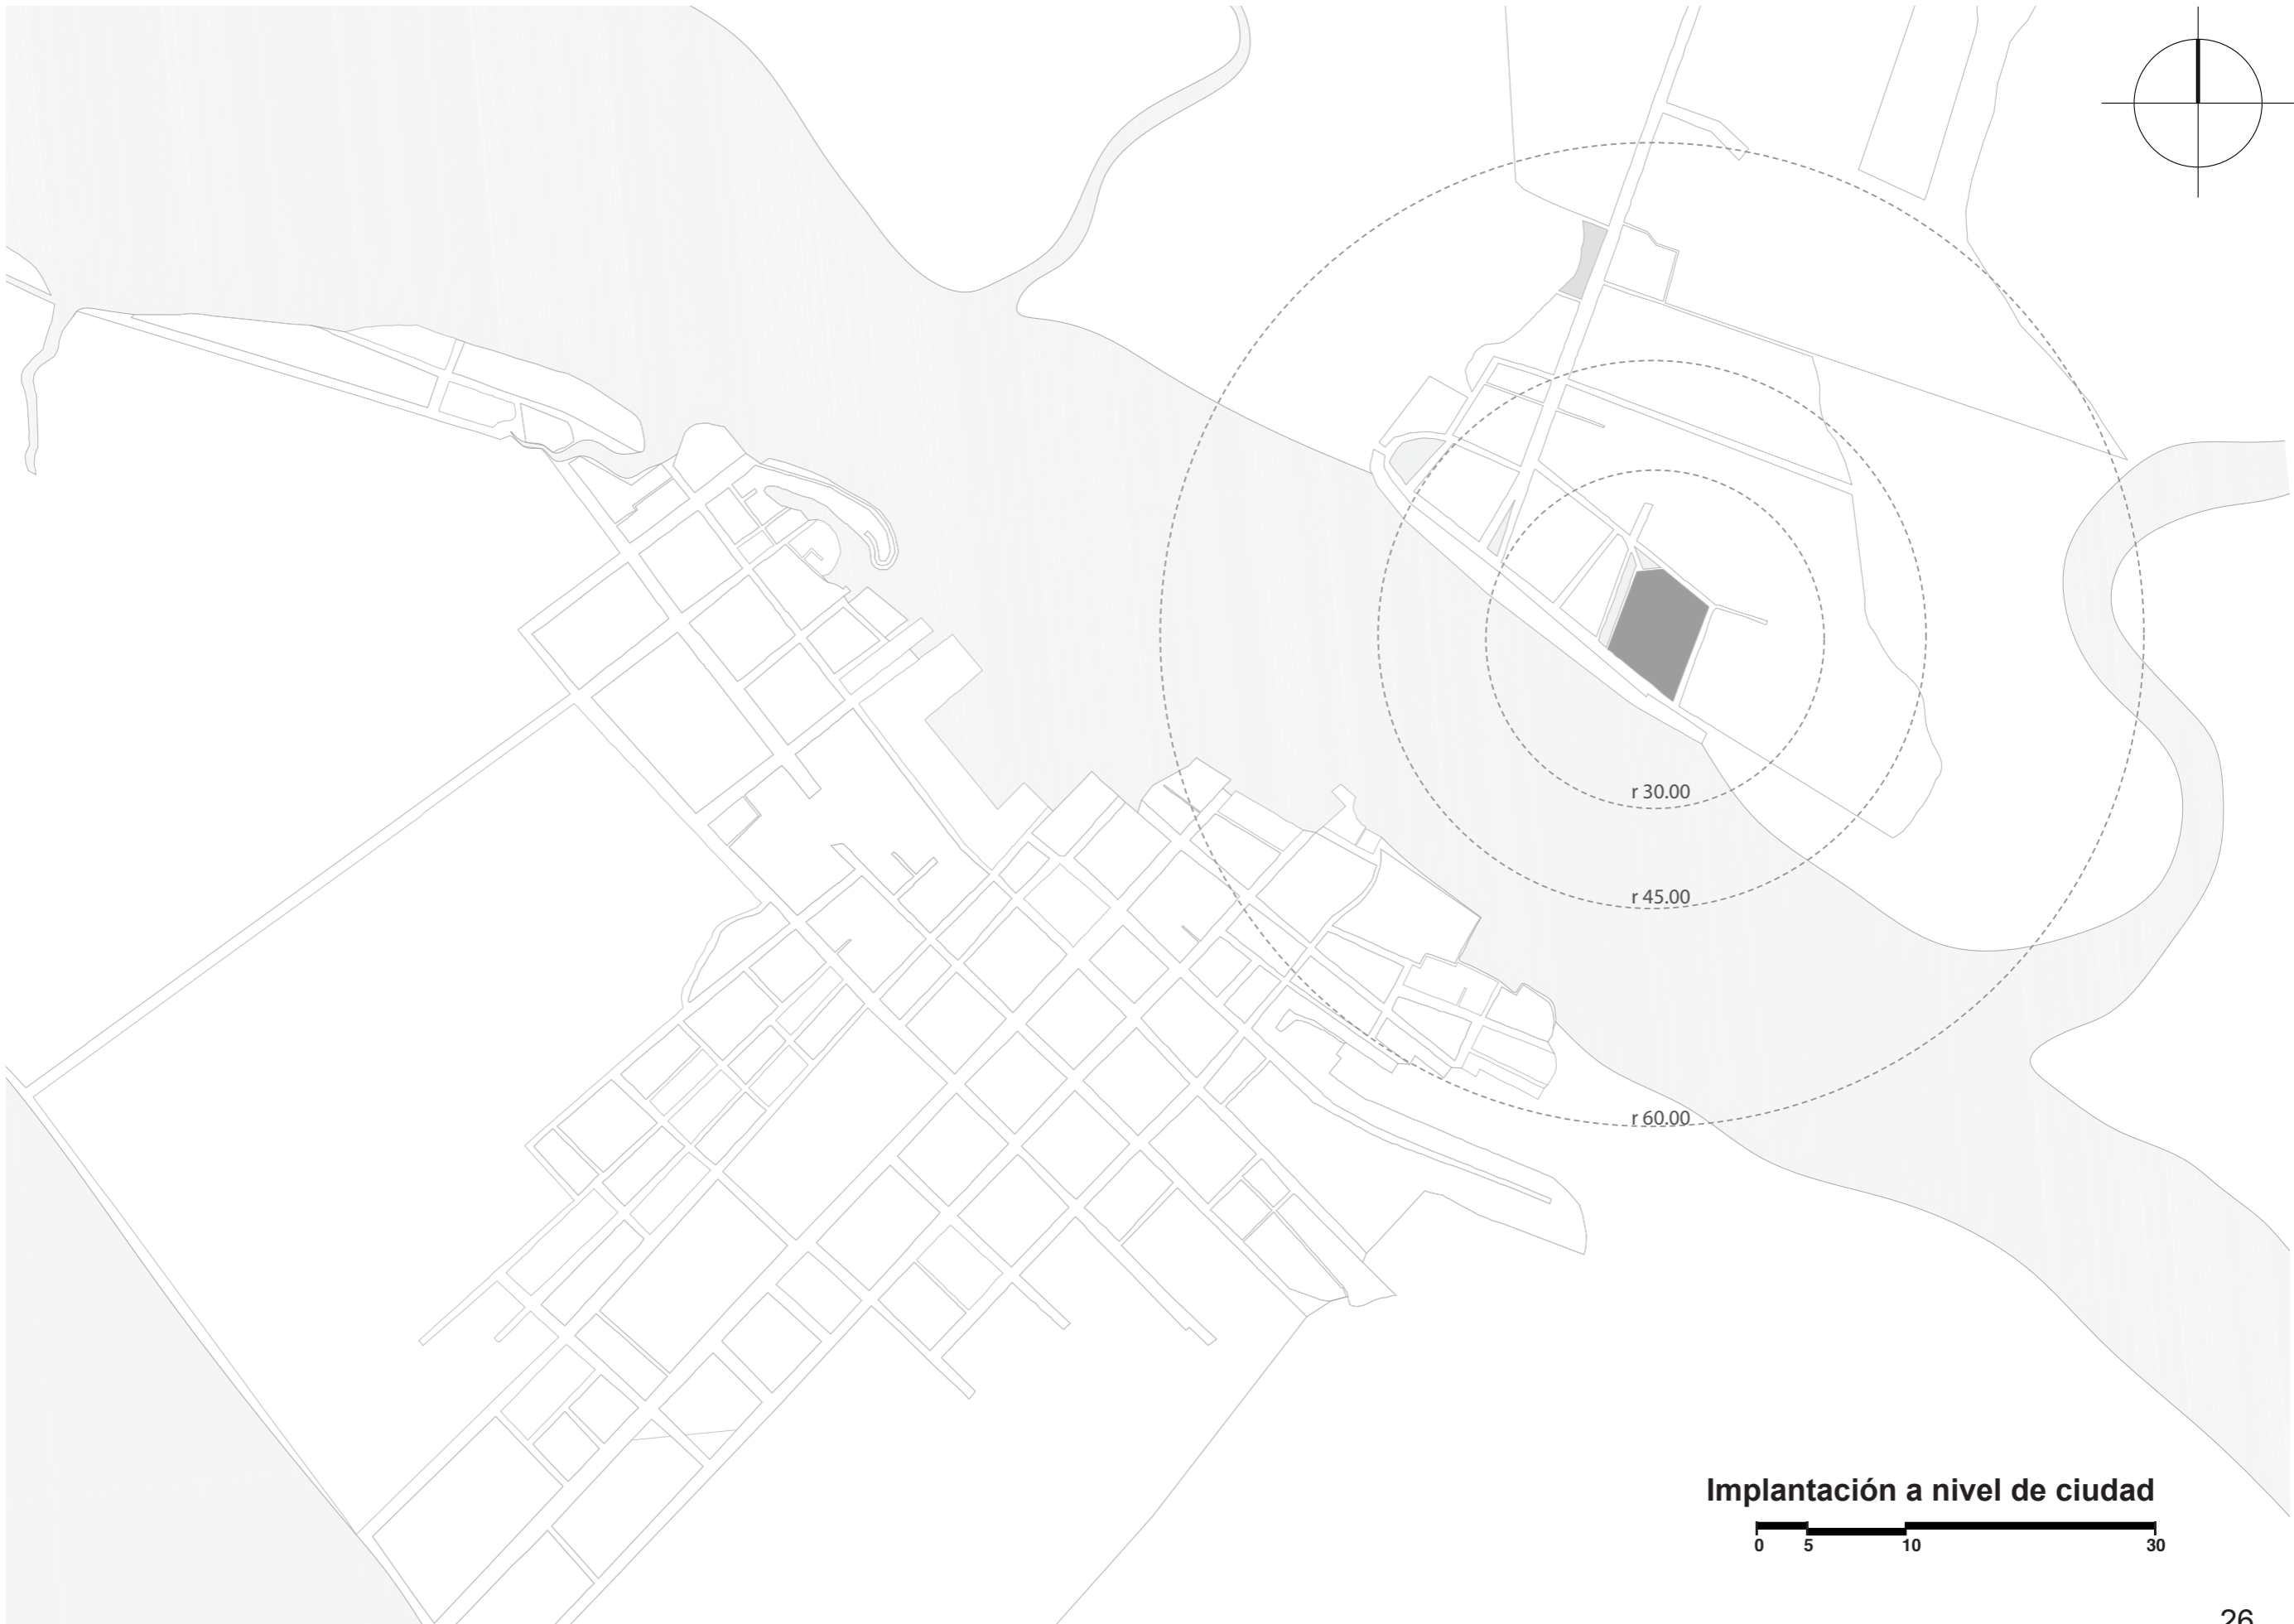 r 30.00
r 45.00
r 60.00
Implantación a nivel de ciudad
0 5 10 30
26